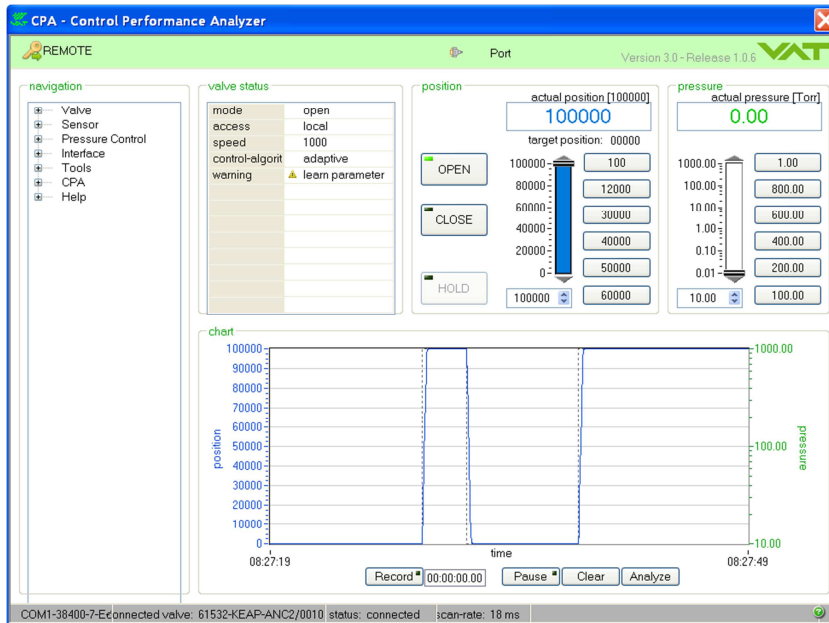 CPA - Control Performance Analyzer
REMOTE
Port
Version 3.0 - Release 1.0.6
VAT
navigation
Valve
Sensor
Pressure Control
Interface
Tools
CPA
Help
valve status
mode open
access local
speed 1000
control-algorit adaptive
warning learn parameter
position
actual position [100000]
100000
target position: 00000
OPEN
CLOSE
HOLD
100000
80000
60000
40000
20000
0
100000
100
12000
30000
40000
50000
60000
pressure
actual pressure [Torr]
0.00
1000.00
100.00
10.00
1.00
0.10
0.01
10.00
1.00
800.00
600.00
400.00
200.00
100.00
chart
position
100000
90000
80000
70000
60000
50000
40000
30000
20000
10000
0
1000.00
100.00
10.00
pressure
08:27:19
time
08:27:49
Record 00:00:00.00 Pause Clear Analyze
COM1-38400-7-E onnected valve: 61532-KEAP-ANC2/0010 status: connected scan-rate: 18 ms